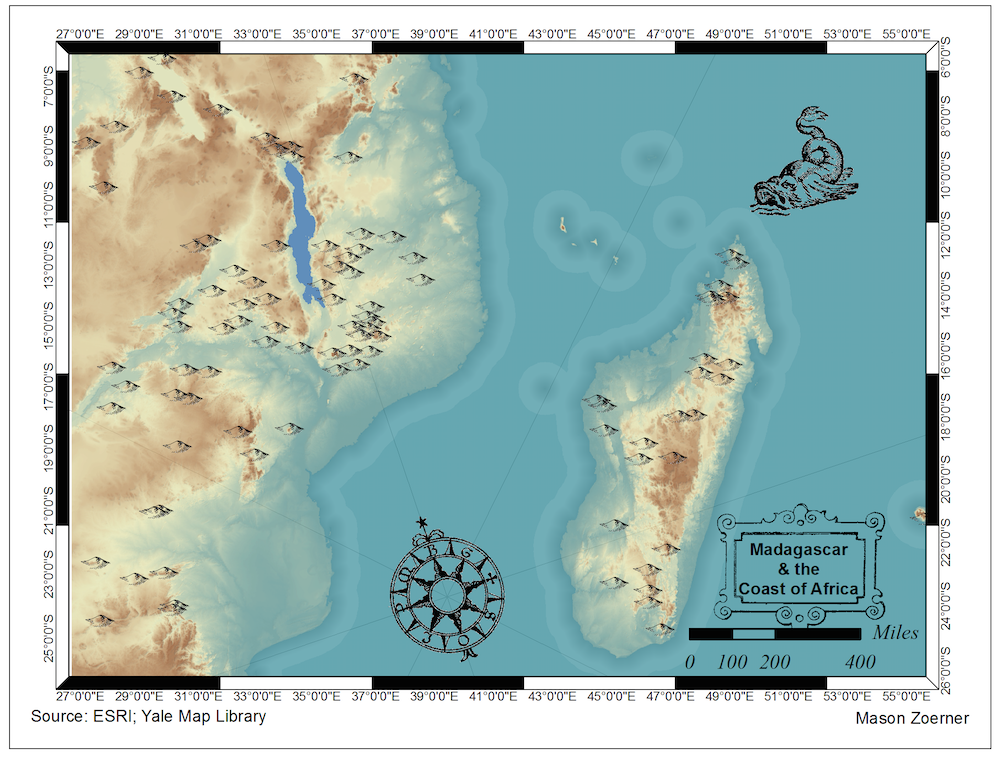 27°0'0"E 29°0'0"E 31°0'0"E 33°0'0"E 35°0'0"E 37°0'0"E 39°0'0"E 41°0'0"E 43°0'0"E 45°0'0"E 47°0'0"E 49°0'0"E 51°0'0"E 53°0'0"E 55°0'0"E
7°0'0"S
9°0'0"S
11°0'0"S
13°0'0"S
15°0'0"S
17°0'0"S
19°0'0"S
21°0'0"S
23°0'0"S
25°0'0"S
6°0'0"S
8°0'0"S
10°0'0"S
12°0'0"S
14°0'0"S
16°0'0"S
18°0'0"S
20°0'0"S
22°0'0"S
24°0'0"S
26°0'0"S
Madagascar
& the
Coast of Africa
Miles
0 100 200 400
27°0'0"E 29°0'0"E 31°0'0"E 33°0'0"E 35°0'0"E 37°0'0"E 39°0'0"E 41°0'0"E 43°0'0"E 45°0'0"E 47°0'0"E 49°0'0"E 51°0'0"E 53°0'0"E 55°0'0"E
Source: ESRI; Yale Map Library
Mason Zoerner